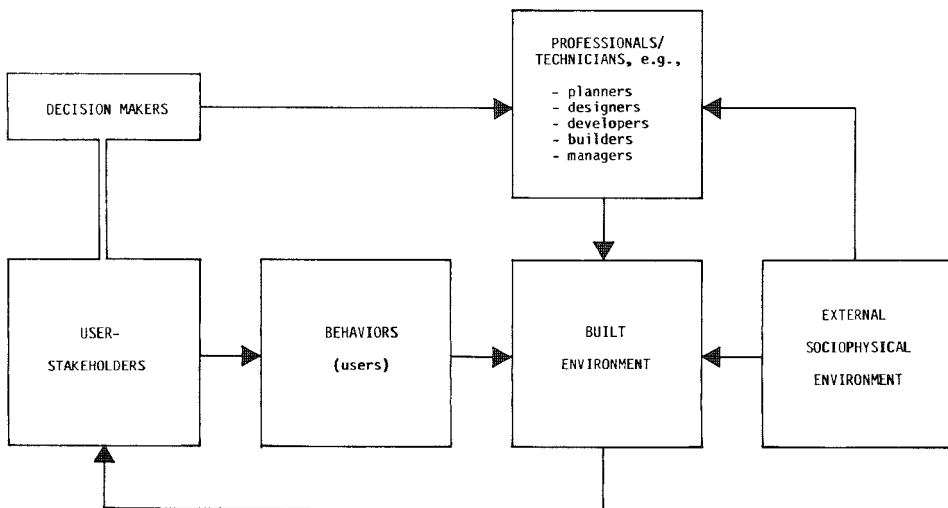 PROFESSIONALS/
TECHNICIANS, e.g.,
- planners
- designers
- developers
- builders
- managers
DECISION MAKERS
USER-
STAKEHOLDERS
BEHAVIORS
(users)
BUILT
ENVIRONMENT
EXTERNAL
SOCIOPHYSICAL
ENVIRONMENT